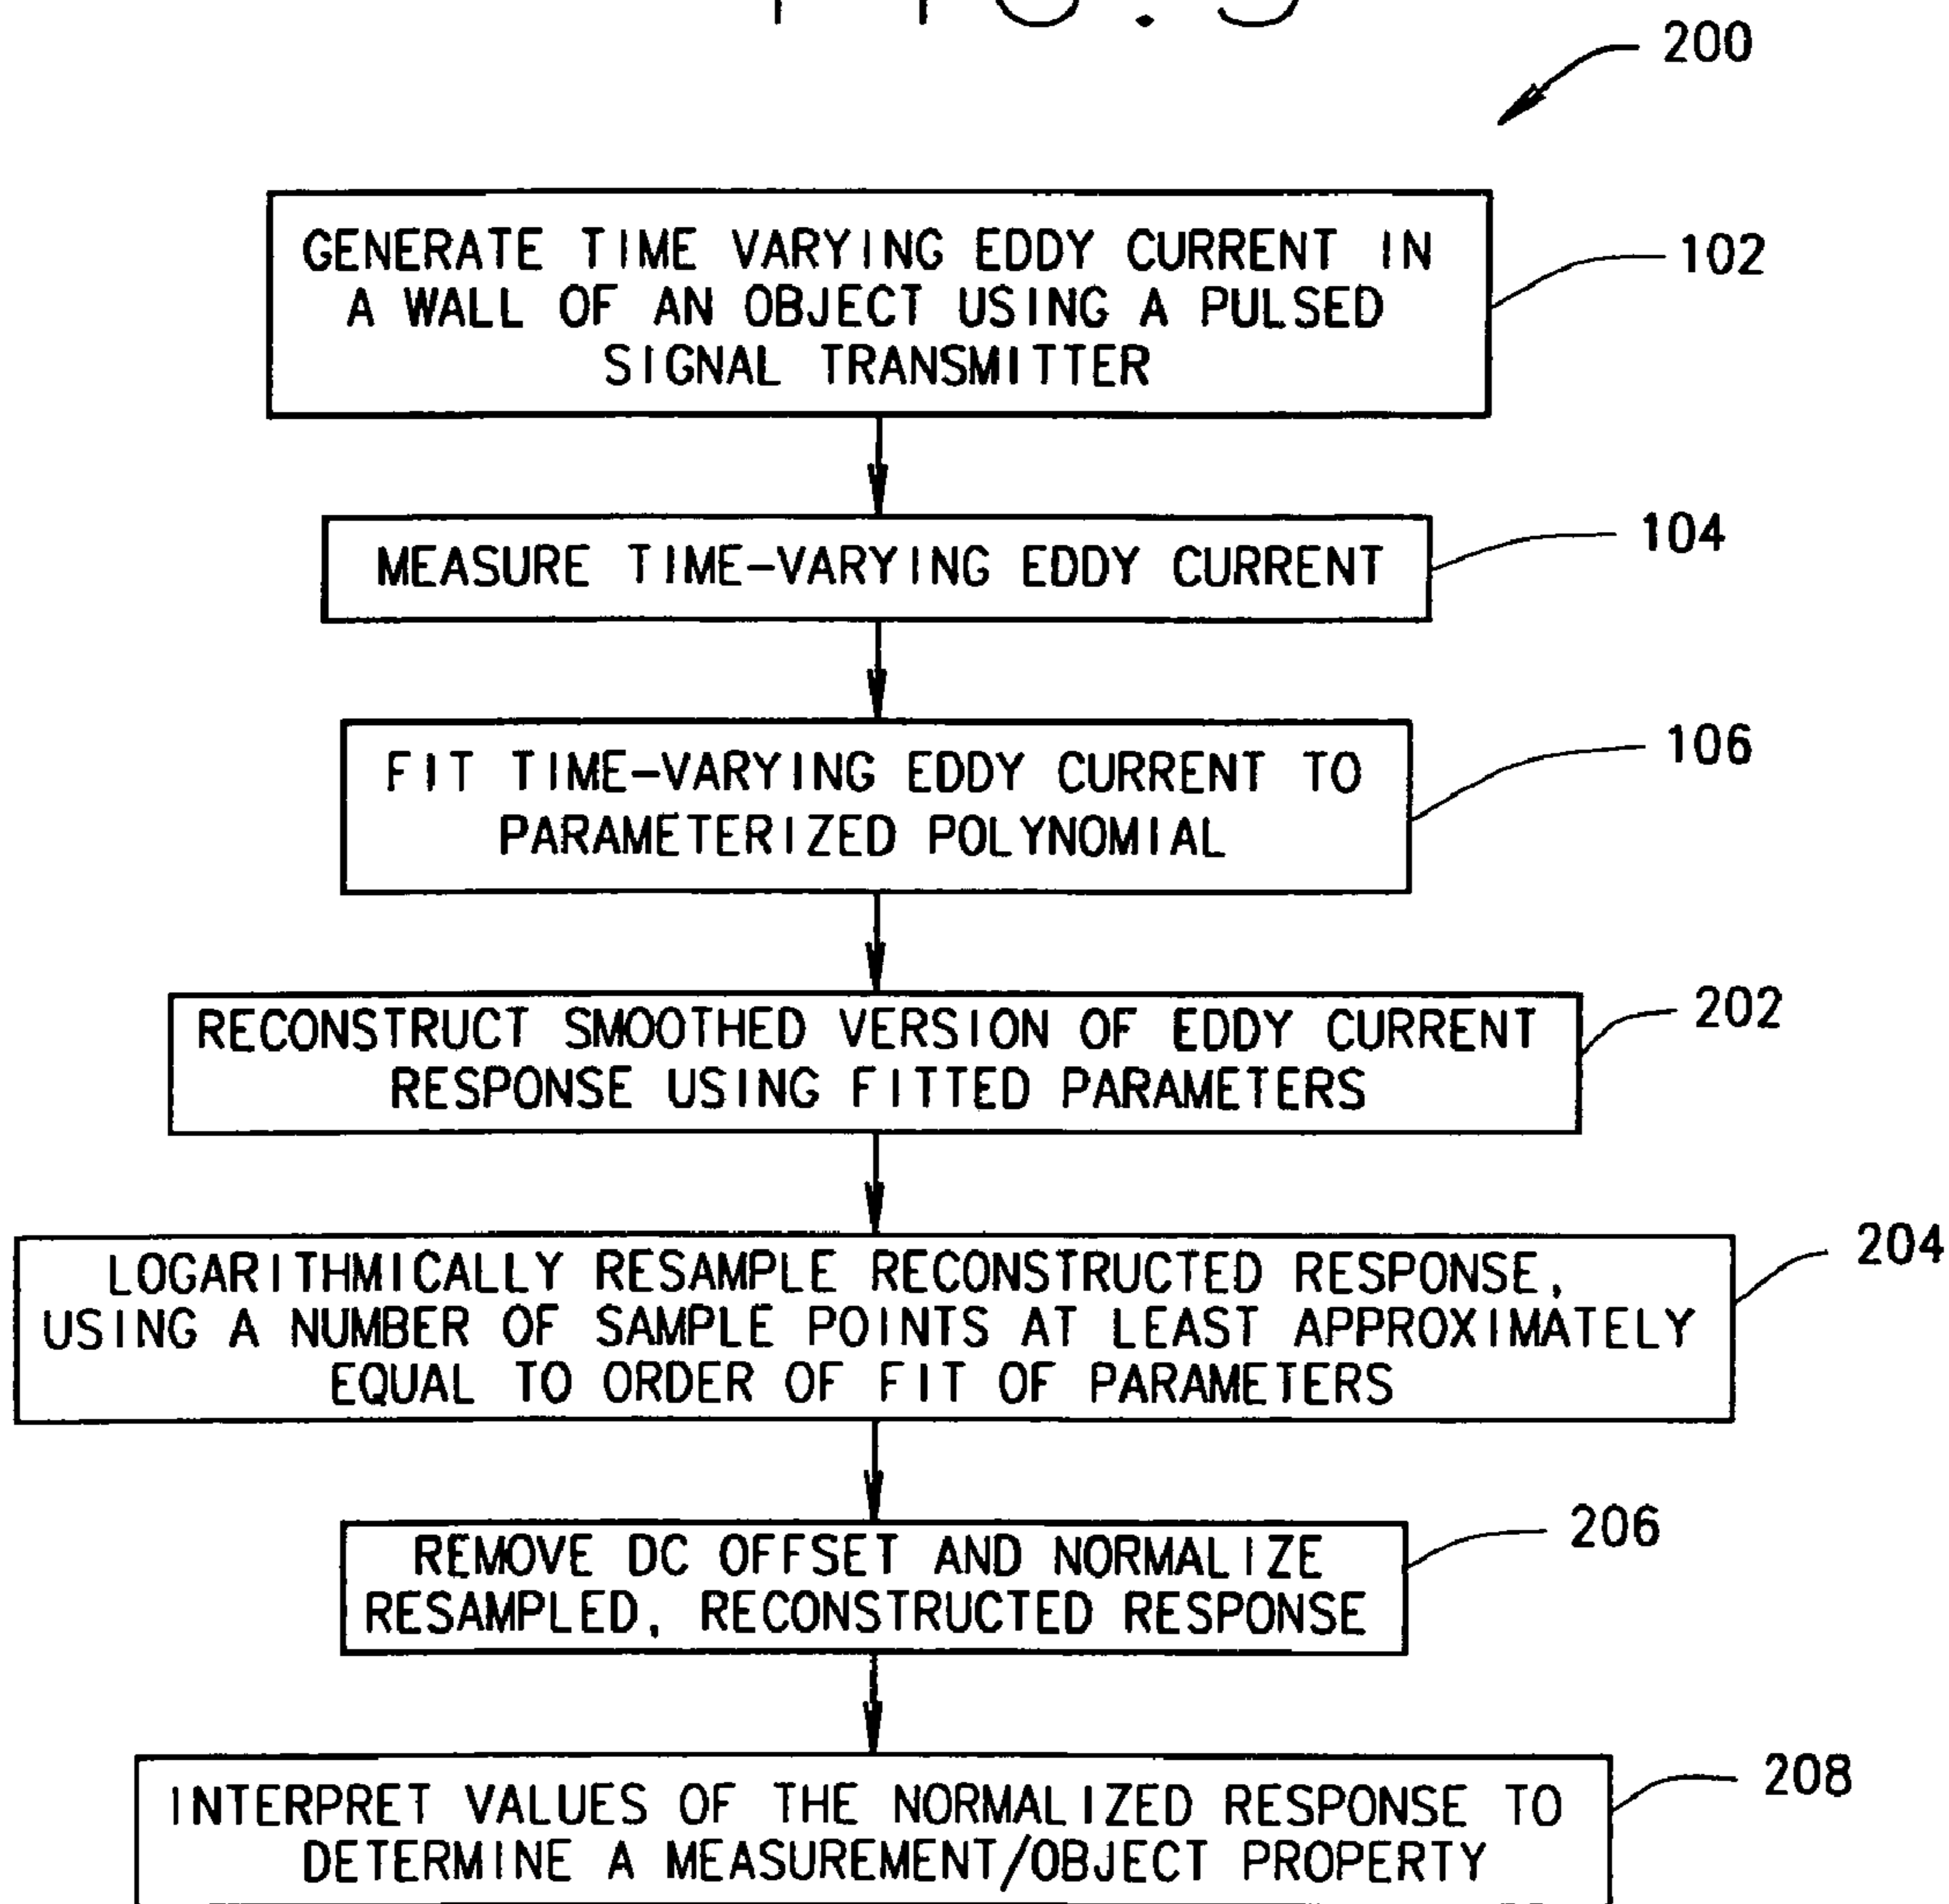 200
GENERATE TIME VARYING EDDY CURRENT IN
A WALL OF AN OBJECT USING A PULSED
SIGNAL TRANSMITTER
102
MEASURE TIME-VARYING EDDY CURRENT
104
FIT TIME-VARYING EDDY CURRENT TO
PARAMETERIZED POLYNOMIAL
106
RECONSTRUCT SMOOTHED VERSION OF EDDY CURRENT
RESPONSE USING FITTED PARAMETERS
202
LOGARITHMICALLY RESAMPLE RECONSTRUCTED RESPONSE,
USING A NUMBER OF SAMPLE POINTS AT LEAST APPROXIMATELY
EQUAL TO ORDER OF FIT OF PARAMETERS
204
REMOVE DC OFFSET AND NORMALIZE
RESAMPLED, RECONSTRUCTED RESPONSE
206
INTERPRET VALUES OF THE NORMALIZED RESPONSE TO
DETERMINE A MEASUREMENT/OBJECT PROPERTY
208